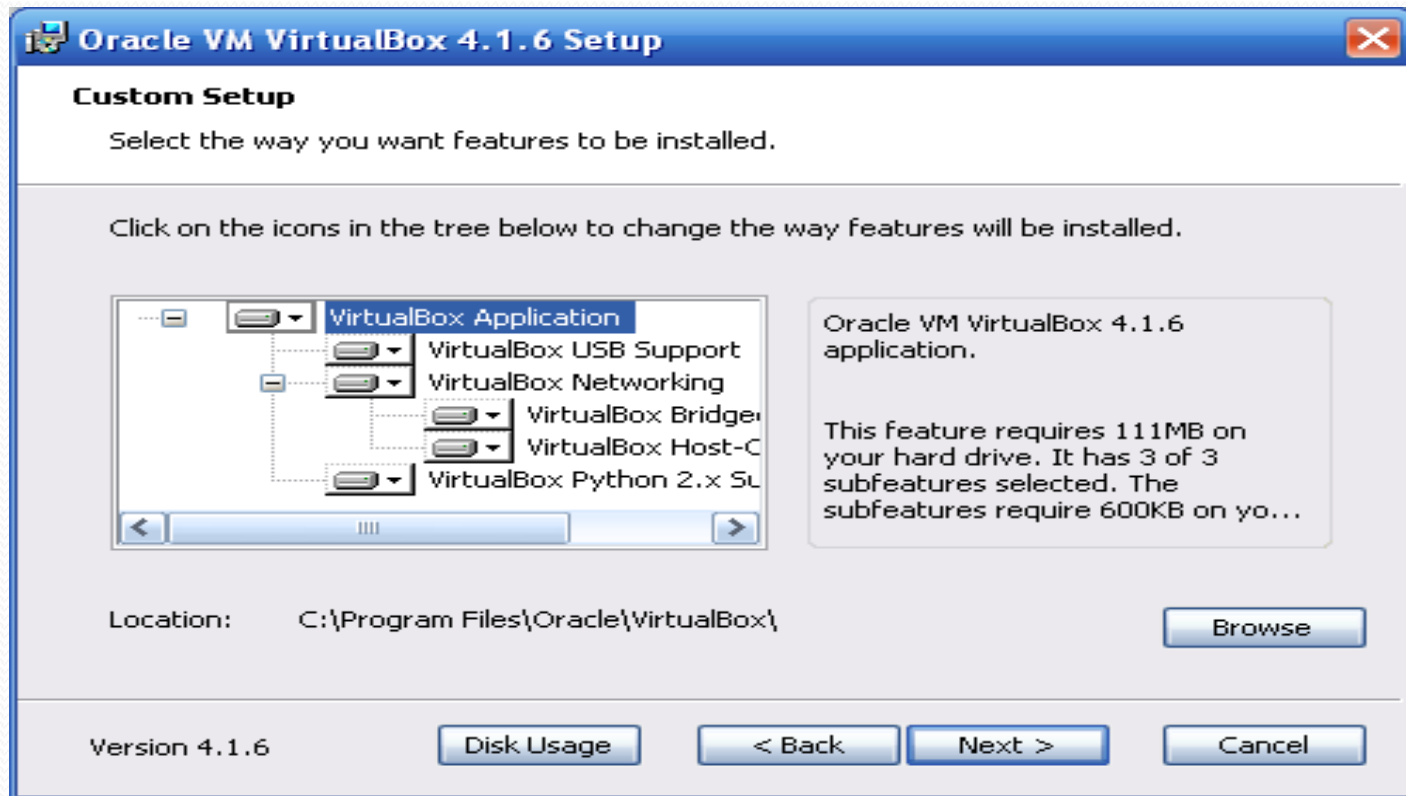 Oracle VM VirtualBox 4.1.6 Setup
Custom Setup
Select the way you want features to be installed.
Click on the icons in the tree below to change the way features will be installed.
VirtualBox Application
VirtualBox USB Support
VirtualBox Networking
VirtualBox Bridge
VirtualBox Host-C
VirtualBox Python 2.x Su
Oracle VM VirtualBox 4.1.6
application.
This feature requires 111MB on
your hard drive. It has 3 of 3
subfeatures selected. The
subfeatures require 600KB on yo...
Location: C:\Program Files\Oracle\VirtualBox\
Browse
Version 4.1.6
Disk Usage
< Back
Next >
Cancel